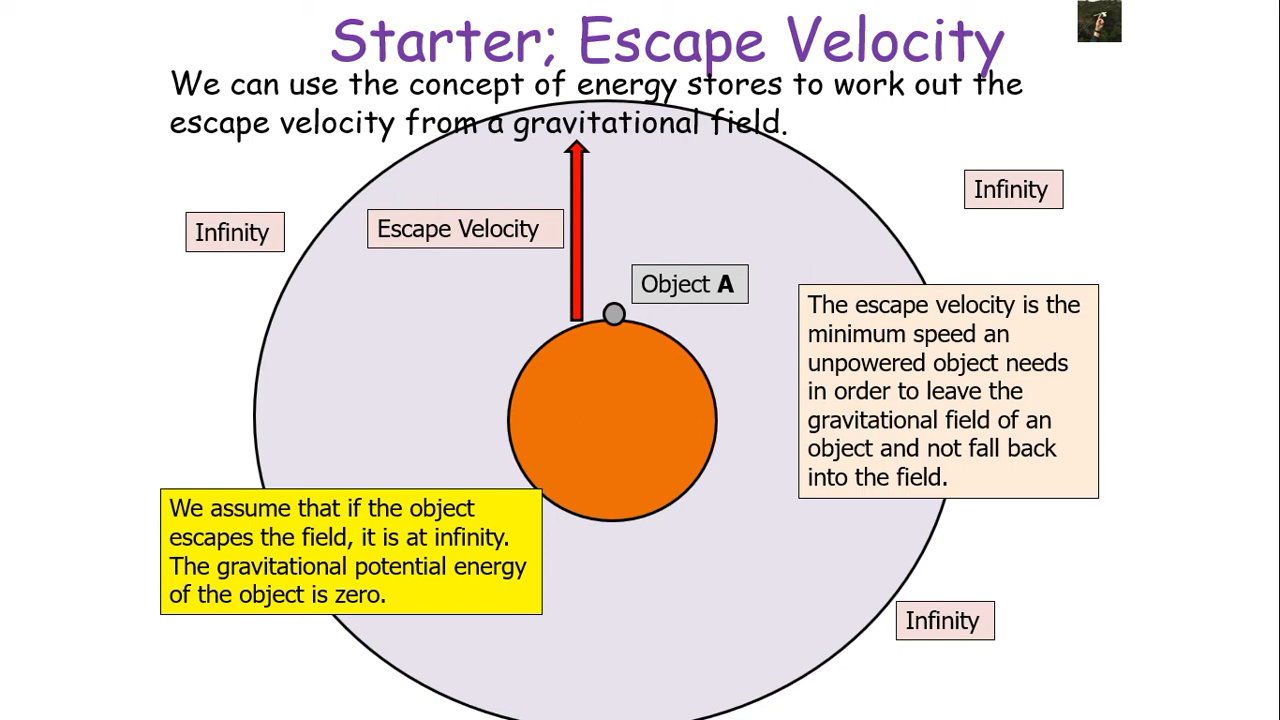 Starter; Escape Velocity
We can use the concept of energy stores to work out the
escape velocity from a gravitational field.
Infinity
Infinity
Escape Velocity
Object A
The escape velocity is the
minimum speed an
unpowered object needs
in order to leave the
gravitational field of an
object and not fall back
into the field.
We assume that if the object
escapes the field, it is at infinity.
The gravitational potential energy
of the object is zero.
Infinity